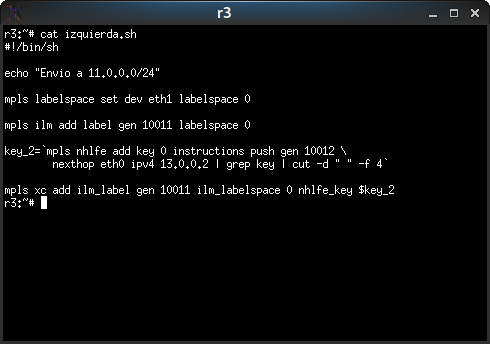 r3
r3:~# cat izquierda.sh
#!/bin/sh
echo "Envio a 11.0.0.0/24"
mpls labelspace set dev eth1 labelspace 0
mpls ilm add label gen 10011 labelspace 0
key_2=`mpls nhlfe add key 0 instructions push gen 10012 \
nexthop eth0 ipv4 13.0.0.2 | grep key | cut -d " " -f 4`
mpls xc add ilm_label gen 10011 ilm_labelspace 0 nhlfe_key $key_2
r3:~#